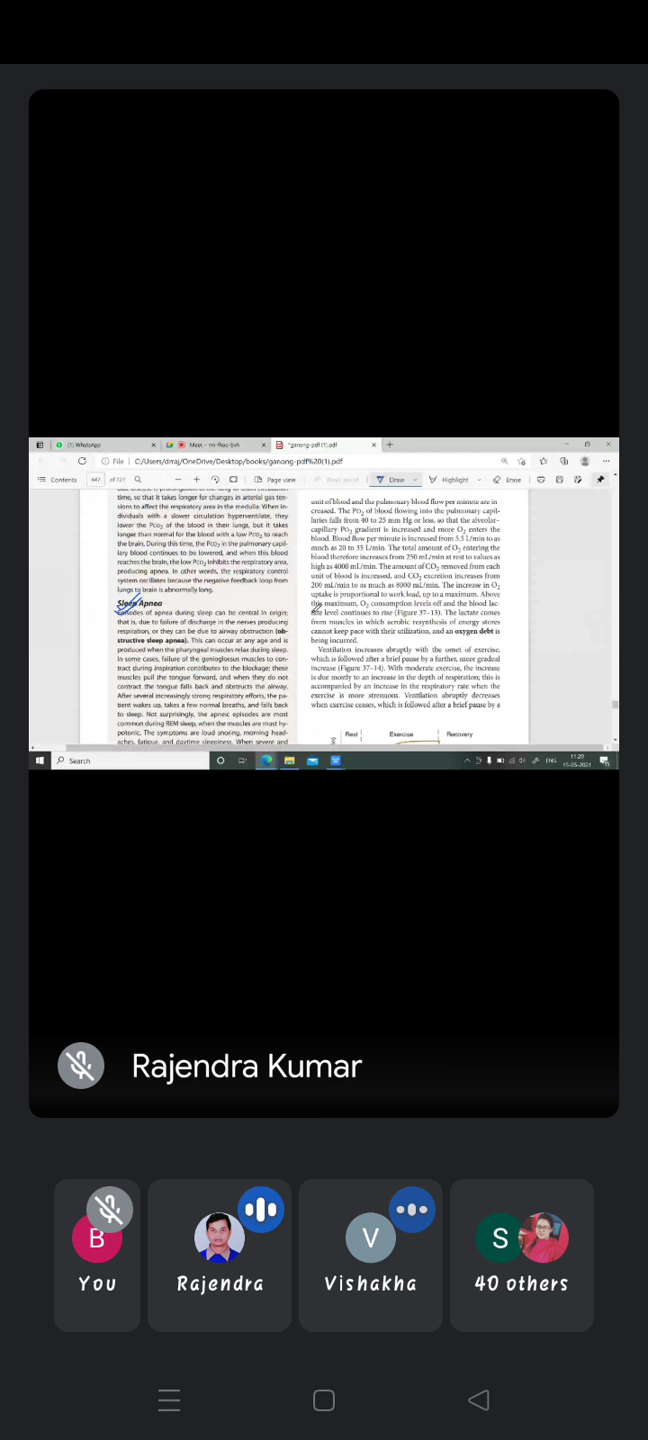 (1) WhatsApp
Meet – rm-fhao-bvh
*ganong-pdf (1).pdf
File
C:/Users/drraj/OneDrive/Desktop/books/ganong-pdf%20(1).pdf
Contents
647
of 727
Page view
Read aloud
Draw
Highlight
Erase
time, so that it takes longer for changes in arterial gas ten-
sions to affect the respiratory area in the medulla. When in-
dividuals with a slower circulation hyperventilate, they
lower the PCO2 of the blood in their lungs, but it takes
longer than normal for the blood with a low PCO2 to reach
the brain. During this time, the PCO2 in the pulmonary capil-
lary blood continues to be lowered, and when this blood
reaches the brain, the low PCO2 inhibits the respiratory area,
producing apnea. In other words, the respiratory control
system oscillates because the negative feedback loop from
lungs to brain is abnormally long.
Sleep Apnea
Episodes of apnea during sleep can be central in origin;
that is, due to failure of discharge in the nerves producing
respiration, or they can be due to airway obstruction (ob-
structive sleep apnea). This can occur at any age and is
produced when the pharyngeal muscles relax during sleep.
In some cases, failure of the genioglossus muscles to con-
tract during inspiration contributes to the blockage; these
muscles pull the tongue forward, and when they do not
contract the tongue falls back and obstructs the airway.
After several increasingly strong respiratory efforts, the pa-
tient wakes up, takes a few normal breaths, and falls back
to sleep. Not surprisingly, the apneic episodes are most
common during REM sleep, when the muscles are most hy-
potonic. The symptoms are loud snoring, morning head-
aches, fatigue, and daytime sleepiness. When severe and
unit of blood and the pulmonary blood flow per minute are in-
creased. The PO2 of blood flowing into the pulmonary capil-
laries falls from 40 to 25 mm Hg or less, so that the alveolar-
capillary PO2 gradient is increased and more O2 enters the
blood. Blood flow per minute is increased from 5.5 L/min to as
much as 20 to 35 L/min. The total amount of O2 entering the
blood therefore increases from 250 mL/min at rest to values as
high as 4000 mL/min. The amount of CO2 removed from each
unit of blood is increased, and CO2 excretion increases from
200 mL/min to as much as 8000 mL/min. The increase in O2
uptake is proportional to work load, up to a maximum. Above
this maximum, O2 consumption levels off and the blood lac-
tate level continues to rise (Figure 37–13). The lactate comes
from muscles in which aerobic resynthesis of energy stores
cannot keep pace with their utilization, and an oxygen debt is
being incurred.
Ventilation increases abruptly with the onset of exercise,
which is followed after a brief pause by a further, more gradual
increase (Figure 37–14). With moderate exercise, the increase
is due mostly to an increase in the depth of respiration; this is
accompanied by an increase in the respiratory rate when the
exercise is more strenuous. Ventilation abruptly decreases
when exercise ceases, which is followed after a brief pause by a
Rest
Exercise
Recovery
Search
ENG
11:29
15-05-2021
Rajendra Kumar
B
You
Rajendra
V
Vishakha
S
40 others